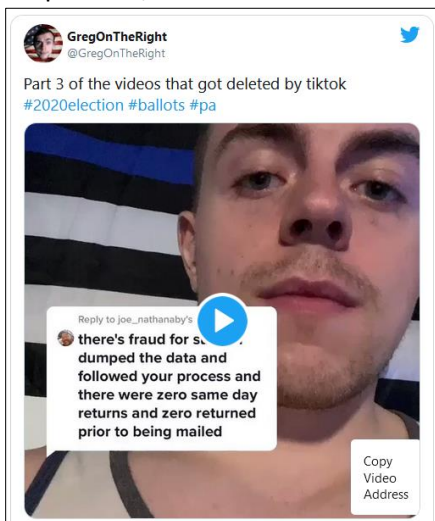 GregOnTheRight
@GregOnTheRight
Part 3 of the videos that got deleted by tiktok
#2020election #ballots #pa
Reply to joe_nathanaby's
there's fraud for
dumped the data and
followed your process and
there were zero same day
returns and zero returned
prior to being mailed
Copy
Video
Address